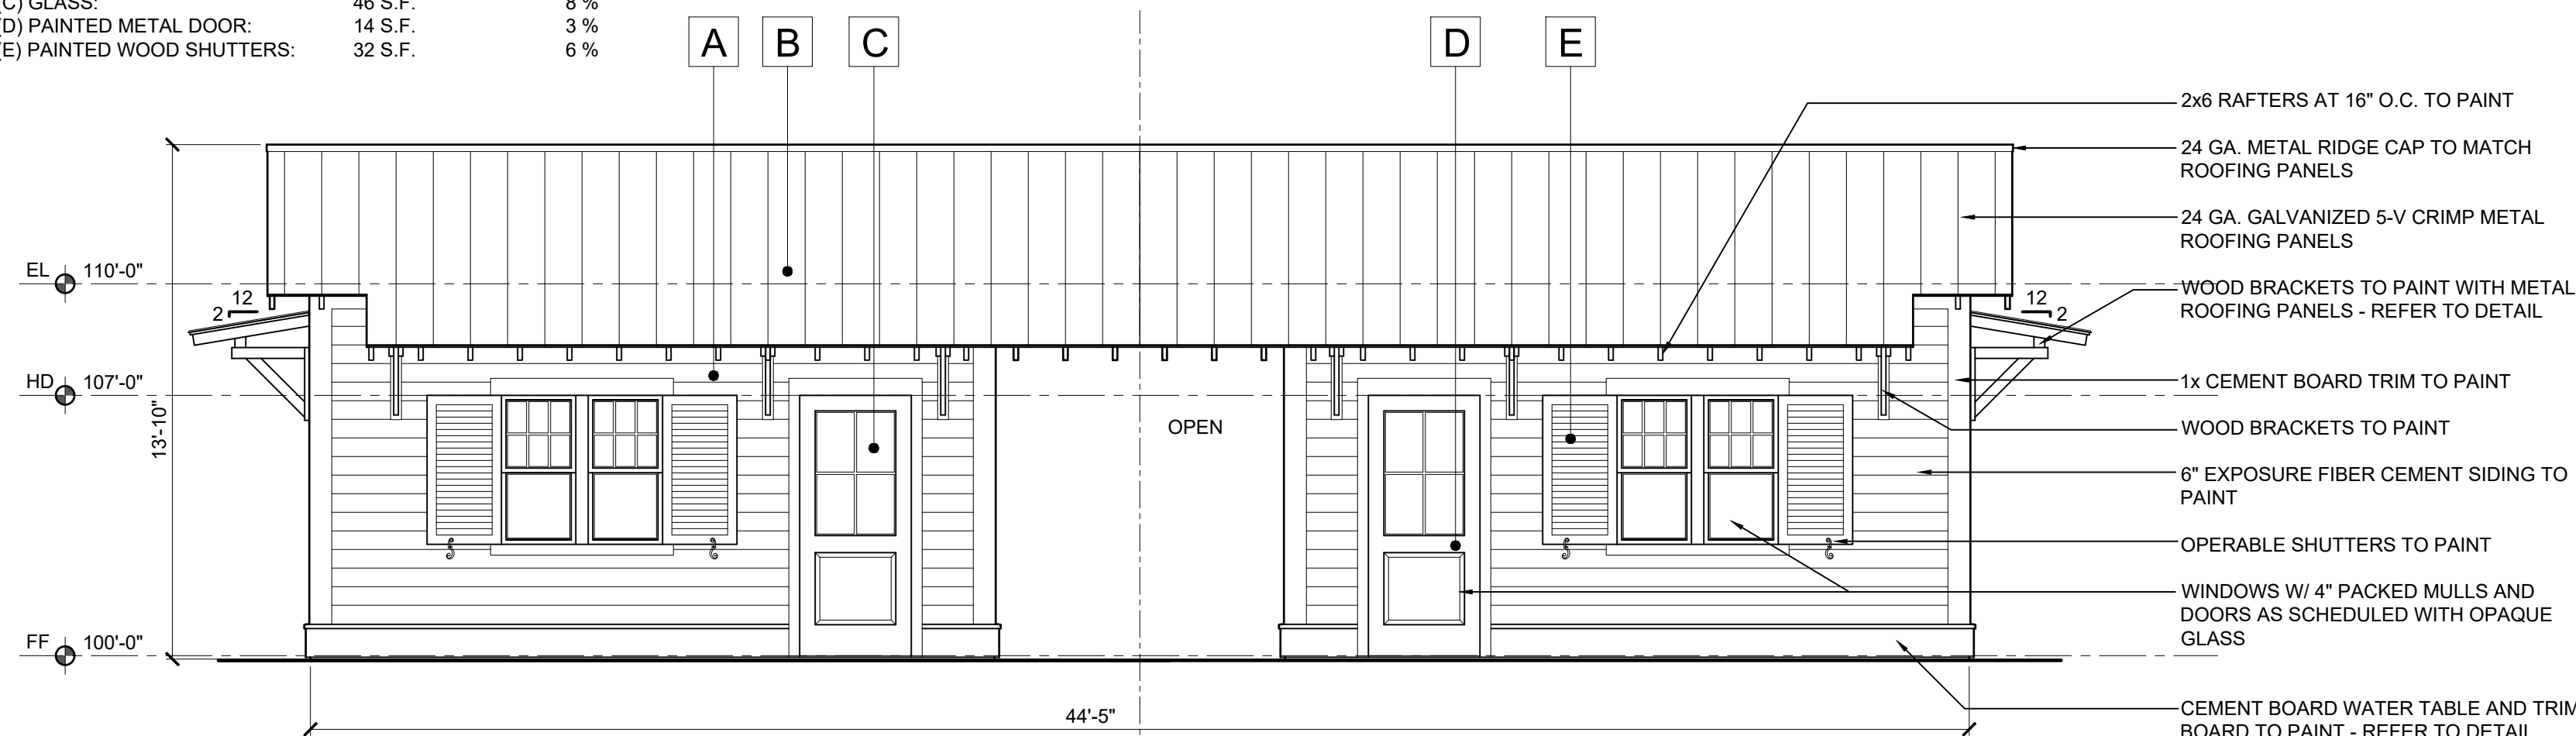 (C) GLASS: 46 S.F. 8 %
(D) PAINTED METAL DOOR: 14 S.F. 3 %
(E) PAINTED WOOD SHUTTERS: 32 S.F. 6 %
A B C D E
2x6 RAFTERS AT 16" O.C. TO PAINT
24 GA. METAL RIDGE CAP TO MATCH
ROOFING PANELS
24 GA. GALVANIZED 5-V CRIMP METAL
ROOFING PANELS
EL 110'-0"
12
2
12
2
WOOD BRACKETS TO PAINT WITH METAL
ROOFING PANELS - REFER TO DETAIL
HD 107'-0"
13'-10"
1x CEMENT BOARD TRIM TO PAINT
OPEN
WOOD BRACKETS TO PAINT
6" EXPOSURE FIBER CEMENT SIDING TO
PAINT
OPERABLE SHUTTERS TO PAINT
WINDOWS W/ 4" PACKED MULLS AND
DOORS AS SCHEDULED WITH OPAQUE
GLASS
FF 100'-0"
44'-5"
CEMENT BOARD WATER TABLE AND TRIM
BOARD TO PAINT - REFER TO DETAIL